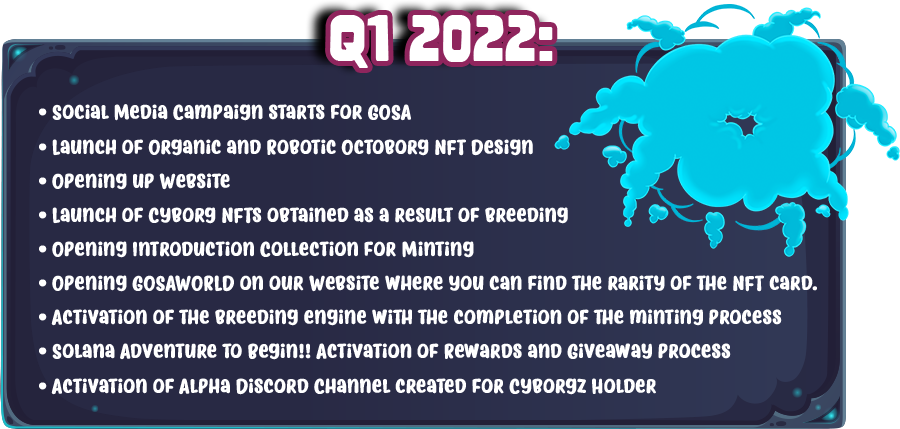 Q1 2022:
• Social Media Campaign starts for GOSA
• Launch of Organic and Robotic Octoborg NFT Design
• Opening up Website
• Launch of Cyborg NFTs obtained as a result of breeding
• Opening Introduction Collection for Minting
• Opening GOSAWORLD on our website where you can find the rarity of the NFT card.
• Activation of the breeding engine with the completion of the minting process
• Solana Adventure To Begin!! Activation of Rewards and Giveaway Process
• Activation of Alpha Discord Channel created for Cyborgz Holder